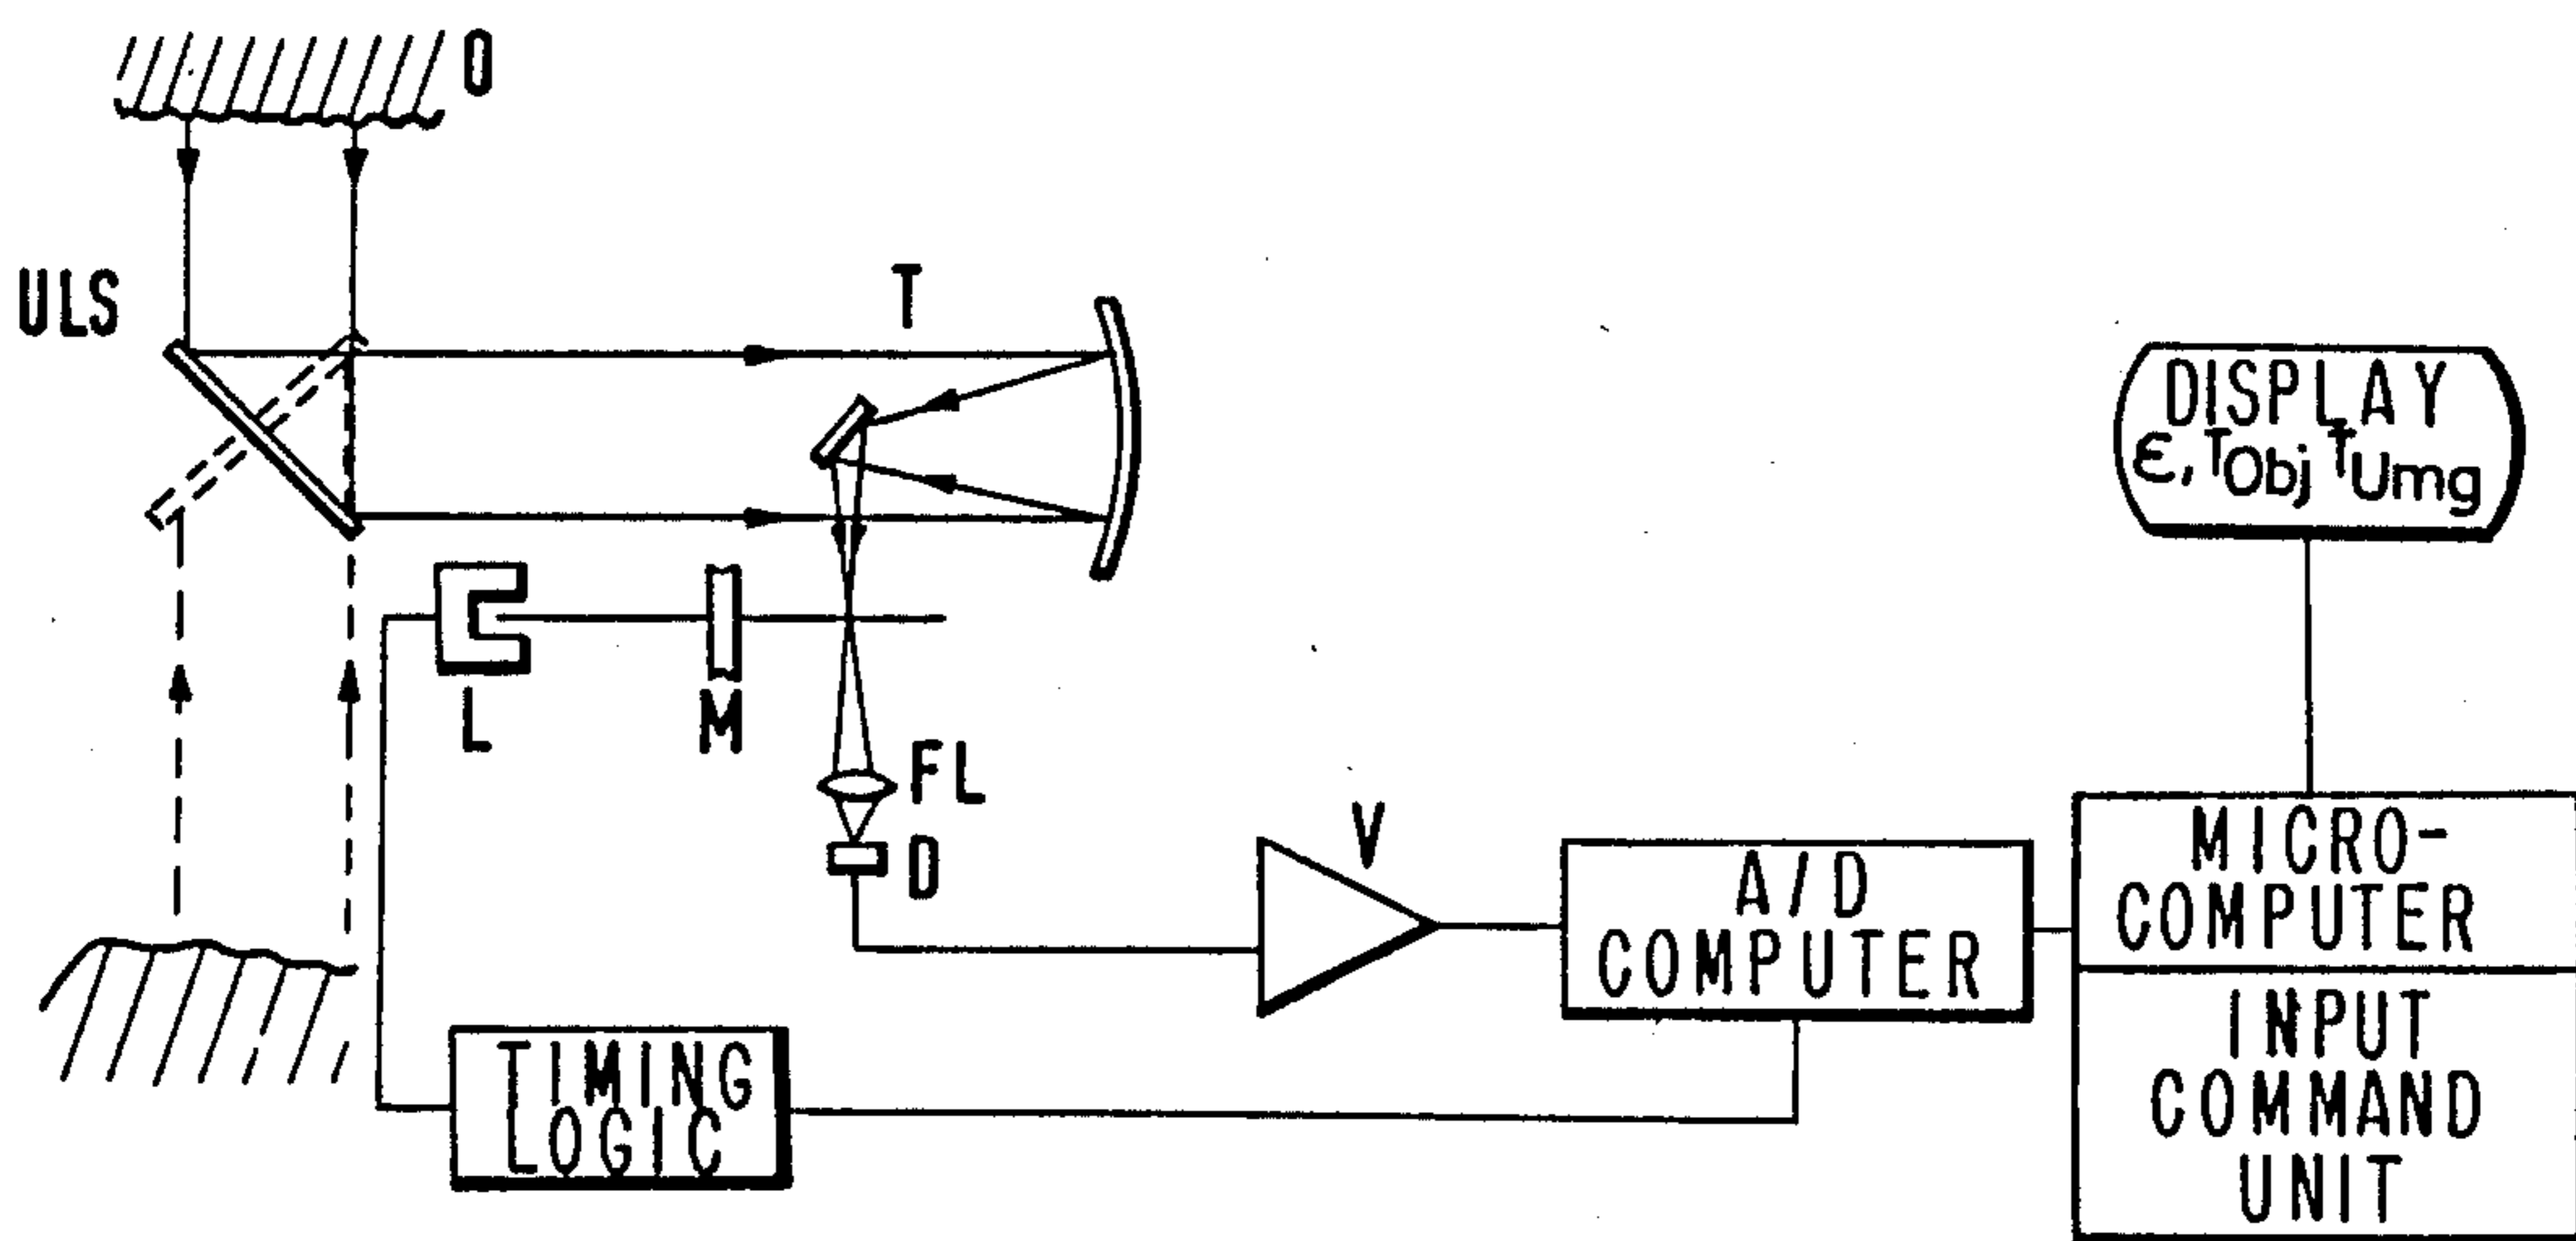 O
ULS
T
DISPLAY
ε, TObj TUmg
L
M
FL
D
V
A/D
COMPUTER
MICRO-
COMPUTER
INPUT
COMMAND
UNIT
TIMING
LOGIC